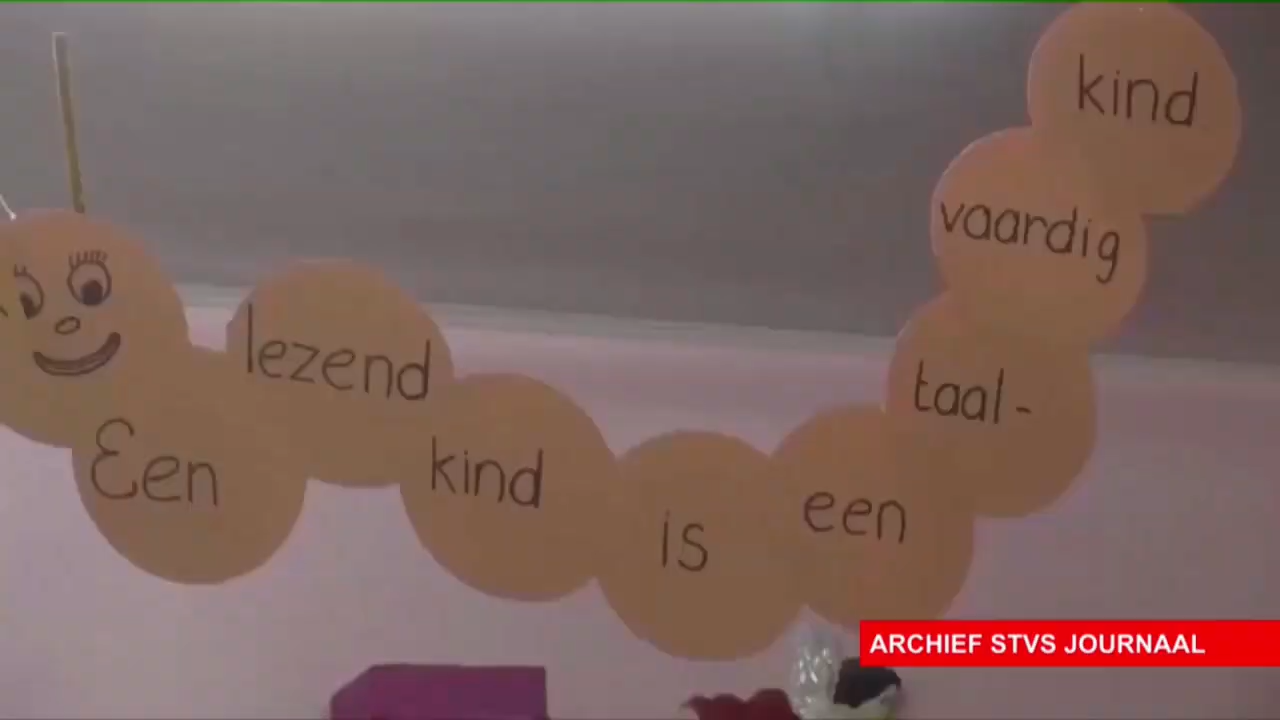 Een
lezend
kind
is
een
taal-
vaardig
kind
ARCHIEF STVS JOURNAAL